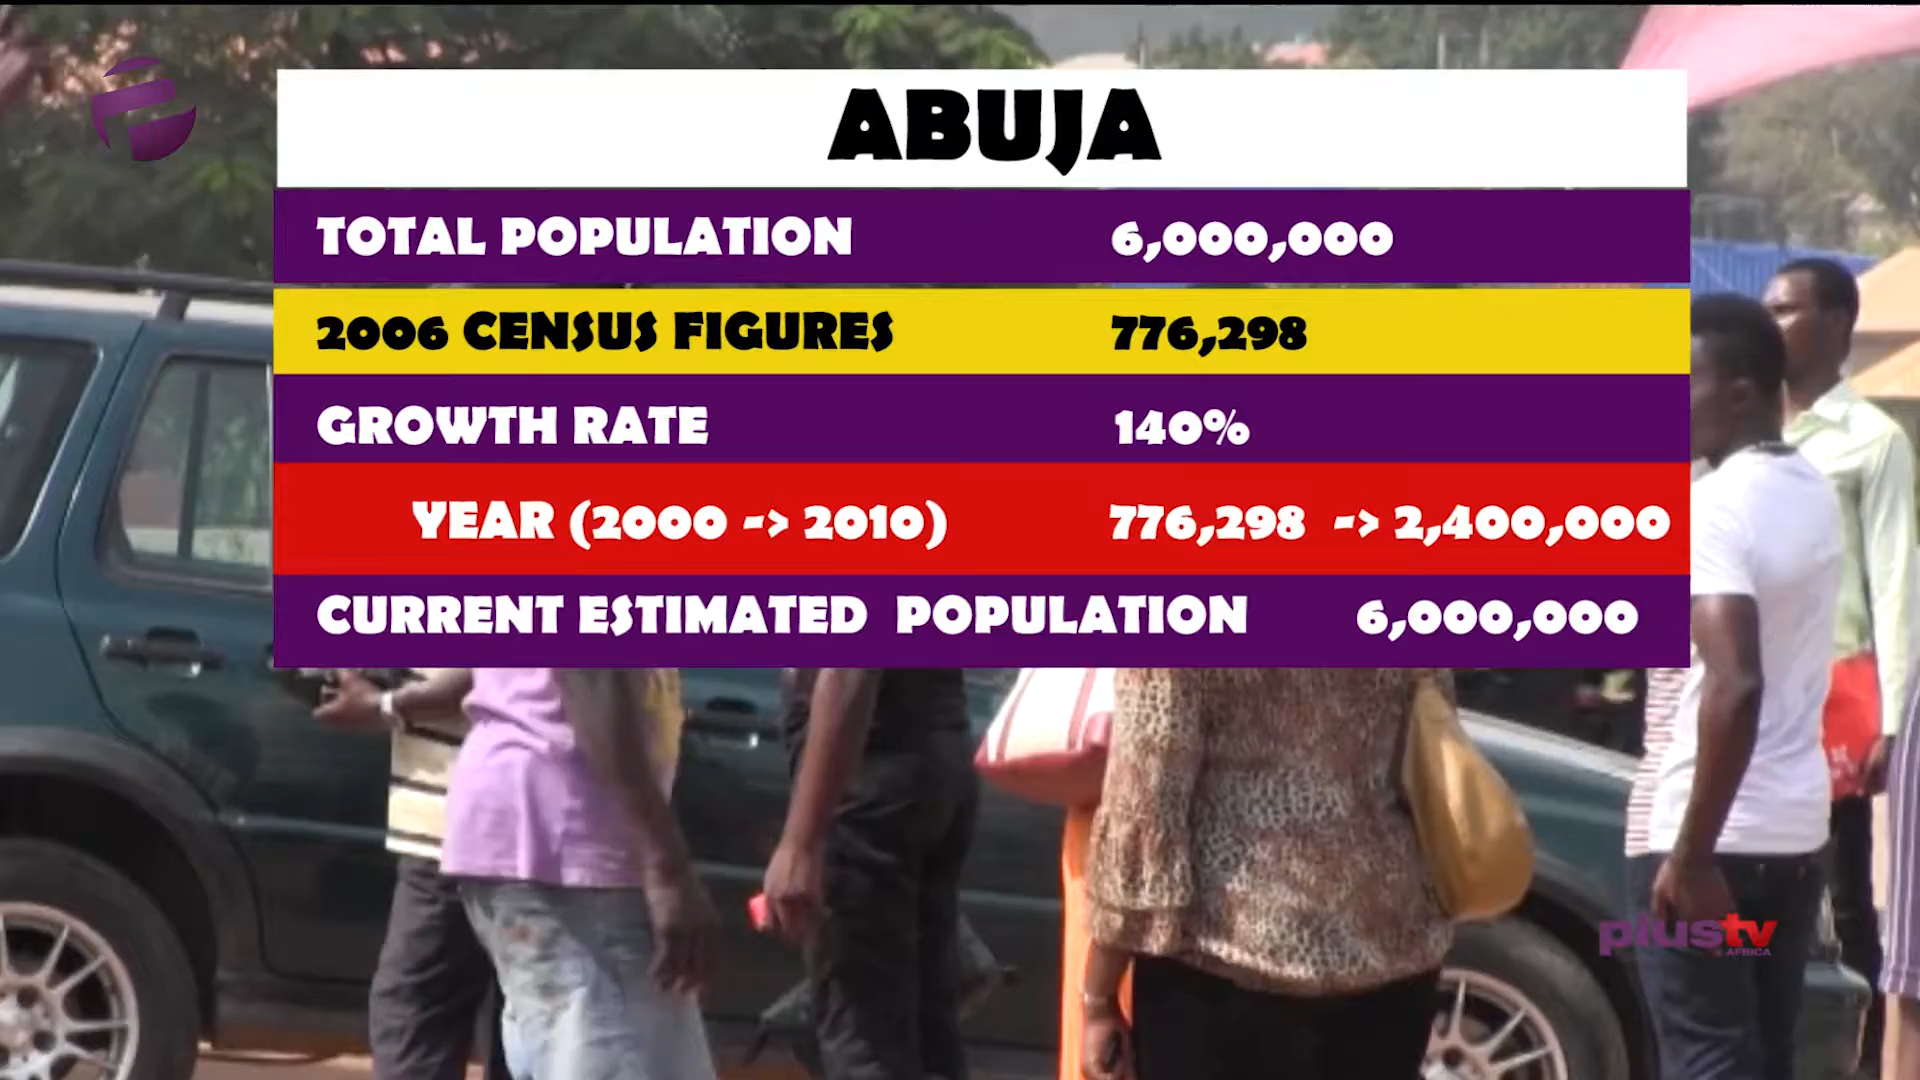 ABUJA
TOTAL POPULATION 6,000,000
2006 CENSUS FIGURES 776,298
GROWTH RATE 140%
YEAR (2000 -> 2010) 776,298 -> 2,400,000
CURRENT ESTIMATED POPULATION 6,000,000
plustv
AFRICA